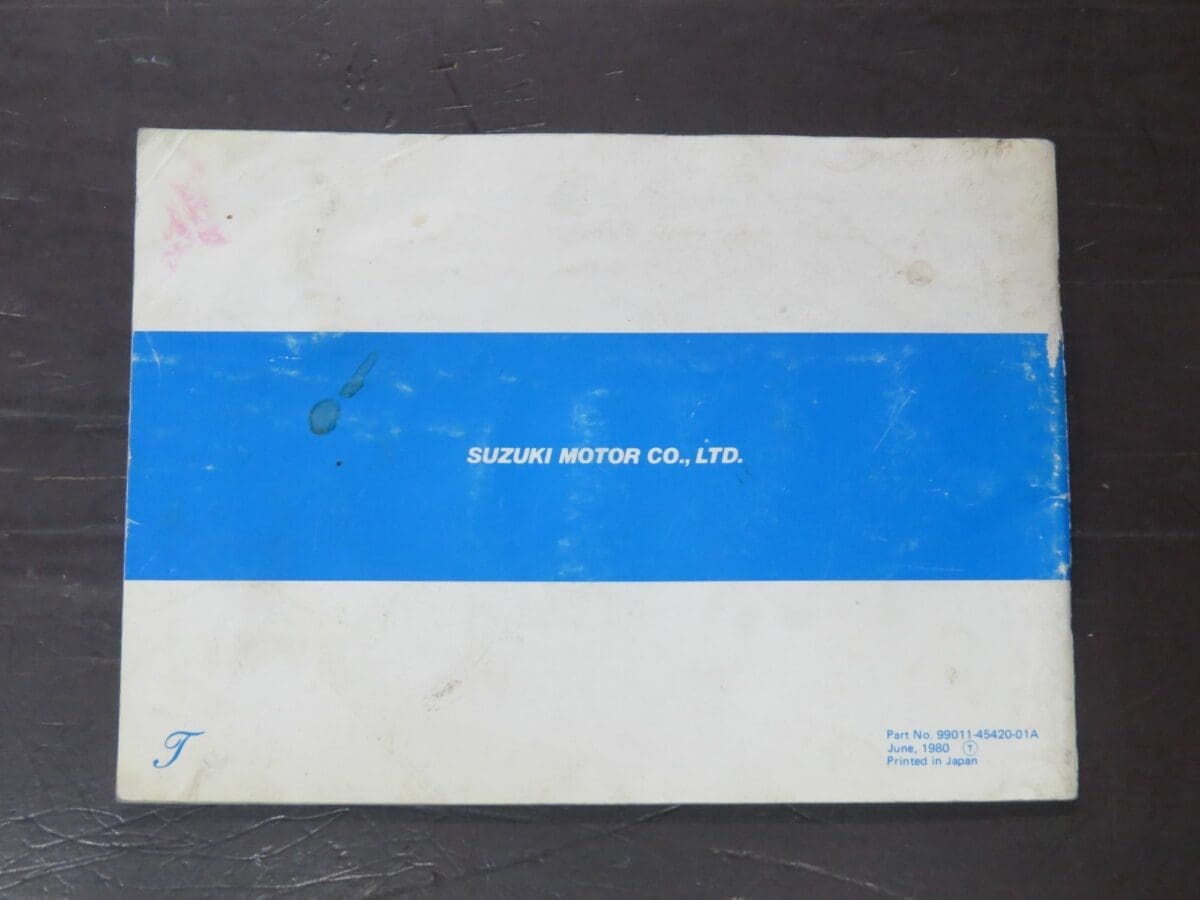 SUZUKI MOTOR CO., LTD.
T
Part No. 99011-45420-01A
June, 1980 Ⓣ
Printed in Japan